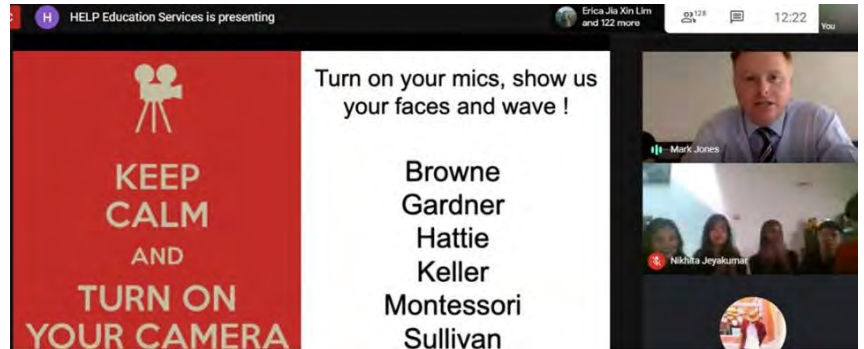 H HELP Education Services is presenting
Erica Jia Xin Lim
and 122 more
128
12:22
You
KEEP
CALM
AND
TURN ON
YOUR CAMERA
Turn on your mics, show us
your faces and wave !
Browne
Gardner
Hattie
Keller
Montessori
Sullivan
Mark Jones
Nikhita Jeyakumar